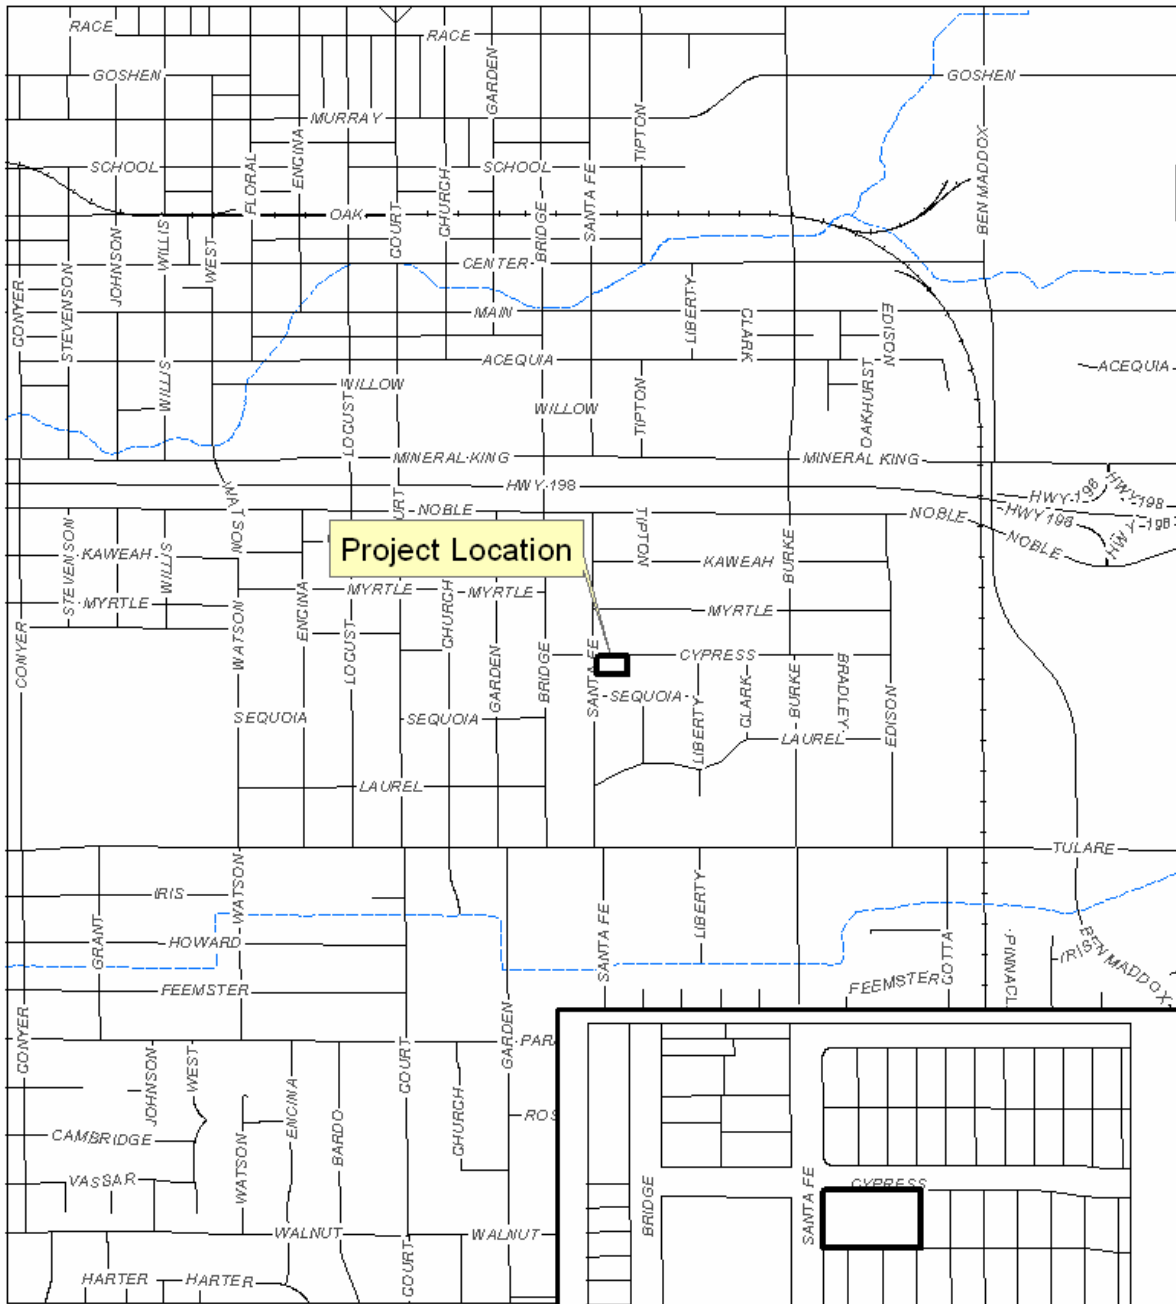 RACE
RACE
GOSHEN
GARDEN
GOSHEN
MURRAY
TIPTON
ENCINA
SCHOOL
FLORAL
SCHOOL
BEN MADDOX
CHURCH
SANTA FE
JOHNSON
WILLIS
WEST
OAK
COURT
BRIDGE
CENTER
CONYER
STEVENSON
MAIN
LIBERTY
CLARK
EDISON
ACEQUIA
ACEQUIA
WILLIS
WILLOW
LOCUST
WILLOW
TIPTON
OAKHURST
MINERAL KING
MINERAL KING
WATSON
HWY 198
HWY 198
HWY 198
HWY 198
HWY 198
NOBLE
NOBLE
NOBLE
STEVENSON
KAWEAH
WILLIS
Project Location
TIPTON
KAWEAH
BURKE
MYRTLE
ENCINA
MYRTLE
CHURCH
MYRTLE
MYRTLE
CONYER
WATSON
LOCUST
GARDEN
BRIDGE
SANTA FE
CYPRESS
SEQUOIA
LIBERTY
CLARK
BURKE
BRADLEY
EDISON
SEQUOIA
SEQUOIA
LAUREL
LAUREL
TULARE
WATSON
IRIS
GRANT
HOWARD
SANTA FE
LIBERTY
COTTA
IRIS
BEN MADDOX
FEEMSTER
FEEMSTER
PINNACL
CONYER
JOHNSON
WEST
COURT
GARDEN
PAR
ENCINA
BARDO
CHURCH
ROS
CAMBRIDGE
WATSON
VASSAR
WALNUT
WALNUT
COURT
HARTER
HARTER
BRIDGE
SANTA FE
CYPRESS